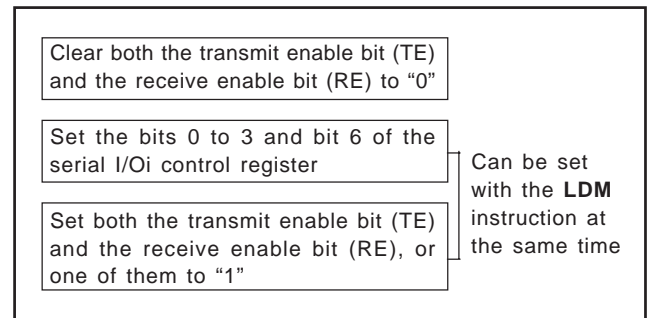 Clear both the transmit enable bit (TE)
and the receive enable bit (RE) to “0”
Set the bits 0 to 3 and bit 6 of the
serial I/Oi control register
Set both the transmit enable bit (TE)
and the receive enable bit (RE), or
one of them to “1”
Can be set
with the LDM
instruction at
the same time